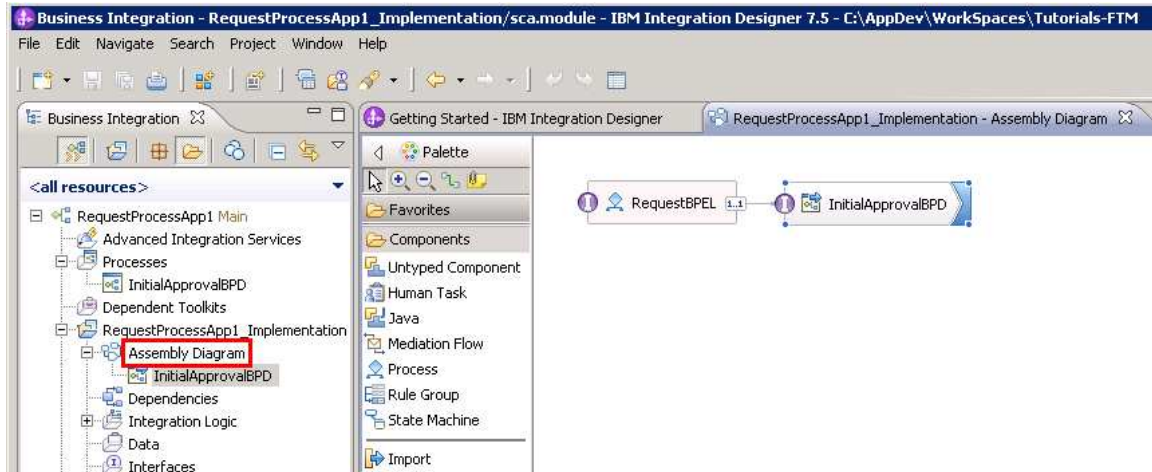 Business Integration - RequestProcessApp1_Implementation/sca.module - IBM Integration Designer 7.5 - C:\AppDev\WorkSpaces\Tutorials-FTM
File Edit Navigate Search Project Window Help
Business Integration
<all resources>
RequestProcessApp1 Main
Advanced Integration Services
Processes
InitialApprovalBPD
Dependent Toolkits
RequestProcessApp1_Implementation
Assembly Diagram
InitialApprovalBPD
Dependencies
Integration Logic
Data
Interfaces
Getting Started - IBM Integration Designer
RequestProcessApp1_Implementation - Assembly Diagram
Palette
Favorites
Components
Untyped Component
Human Task
Java
Mediation Flow
Process
Rule Group
State Machine
Import
RequestBPEL 1..1 InitialApprovalBPD